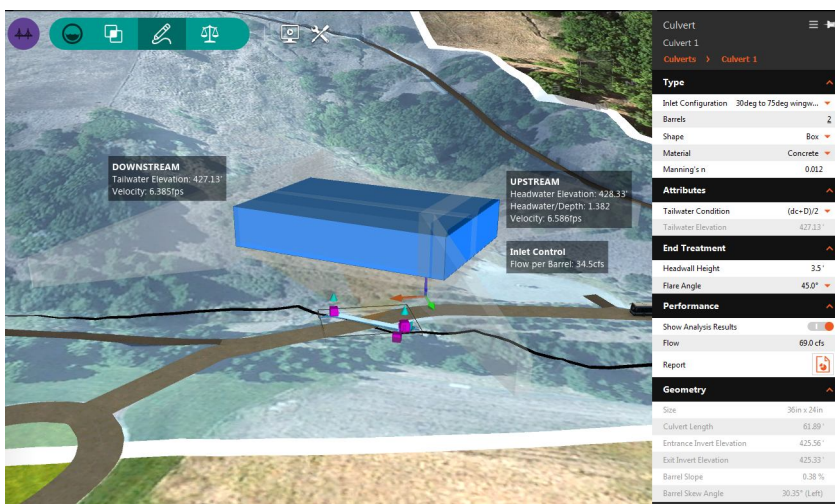 DOWNSTREAM
Tailwater Elevation: 427.13'
Velocity: 6.385fps
UPSTREAM
Headwater Elevation: 428.33'
Headwater/Depth: 1.382
Velocity: 6.586fps
Inlet Control
Flow per Barrel: 34.5cfs
Culvert
Culvert 1
Culverts > Culvert 1
Type
Inlet Configuration 30deg to 75deg wingw...
Barrels 2
Shape Box
Material Concrete
Manning's n 0.012
Attributes
Tailwater Condition (dc+D)/2
Tailwater Elevation 427.13'
End Treatment
Headwall Height 3.5'
Flare Angle 45.0°
Performance
Show Analysis Results
Flow 69.0 cfs
Report
Geometry
Size 36in x 24in
Culvert Length 61.89'
Entrance Invert Elevation 425.56'
Exit Invert Elevation 425.33'
Barrel Slope 0.38 %
Barrel Skew Angle 30.35° (Left)